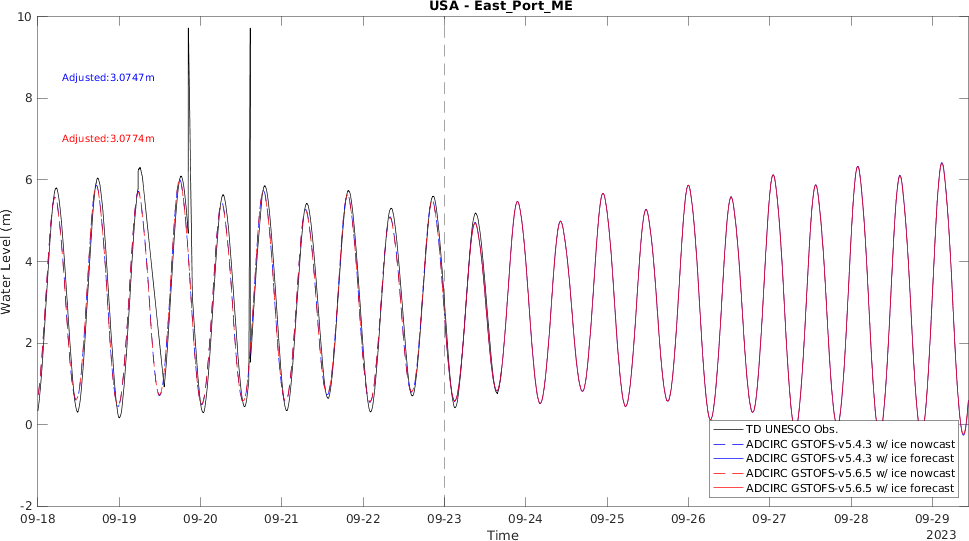 USA - East_Port_ME
10
8
6
4
2
0
-2
Water Level (m)
Adjusted:3.0747m
Adjusted:3.0774m
TD UNESCO Obs.
ADCIRC GSTOFS-v5.4.3 w/ ice nowcast
ADCIRC GSTOFS-v5.4.3 w/ ice forecast
ADCIRC GSTOFS-v5.6.5 w/ ice nowcast
ADCIRC GSTOFS-v5.6.5 w/ ice forecast
09-18 09-19 09-20 09-21 09-22 09-23 09-24 09-25 09-26 09-27 09-28 09-29
Time
2023